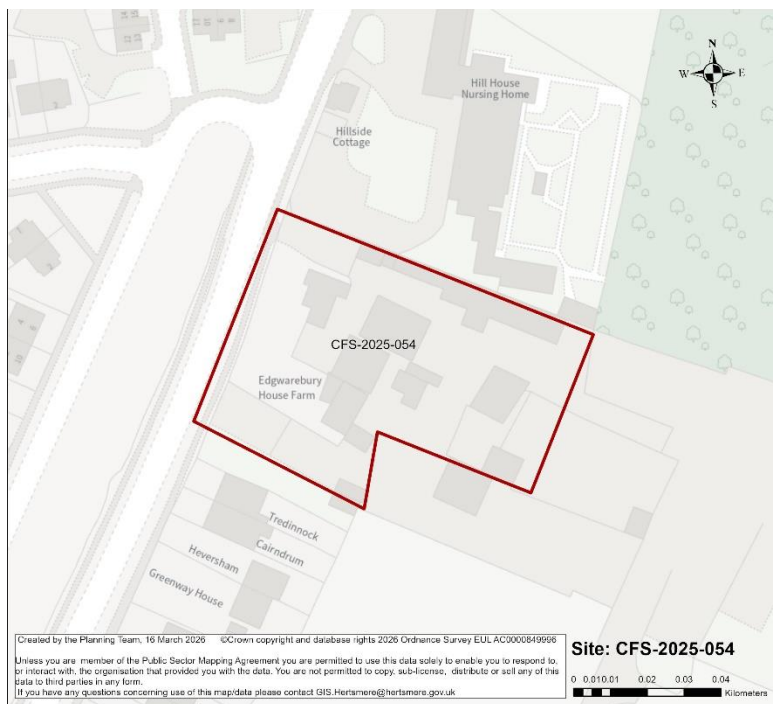 N
W E
S
Hill House
Nursing Home
Hillside
Cottage
CFS-2025-054
Edgwarebury
House Farm
Tredinnock
Cairndrum
Heversham
Greenway House
Created by the Planning Team, 16 March 2026 ©Crown copyright and database rights 2026 Ordnance Survey EUL AC0000849996
Unless you are member of the Public Sector Mapping Agreement you are permitted to use this data solely to enable you to respond to,
or interact with, the organisation that provided you with the data. You are not permitted to copy, sub-license, distribute or sell any of this
data to third parties in any form.
If you have any questions concerning use of this map/data please contact GIS.Hertsmere@hertsmere.gov.uk
Site: CFS-2025-054
0 0.010.01 0.02 0.03 0.04
Kilometers